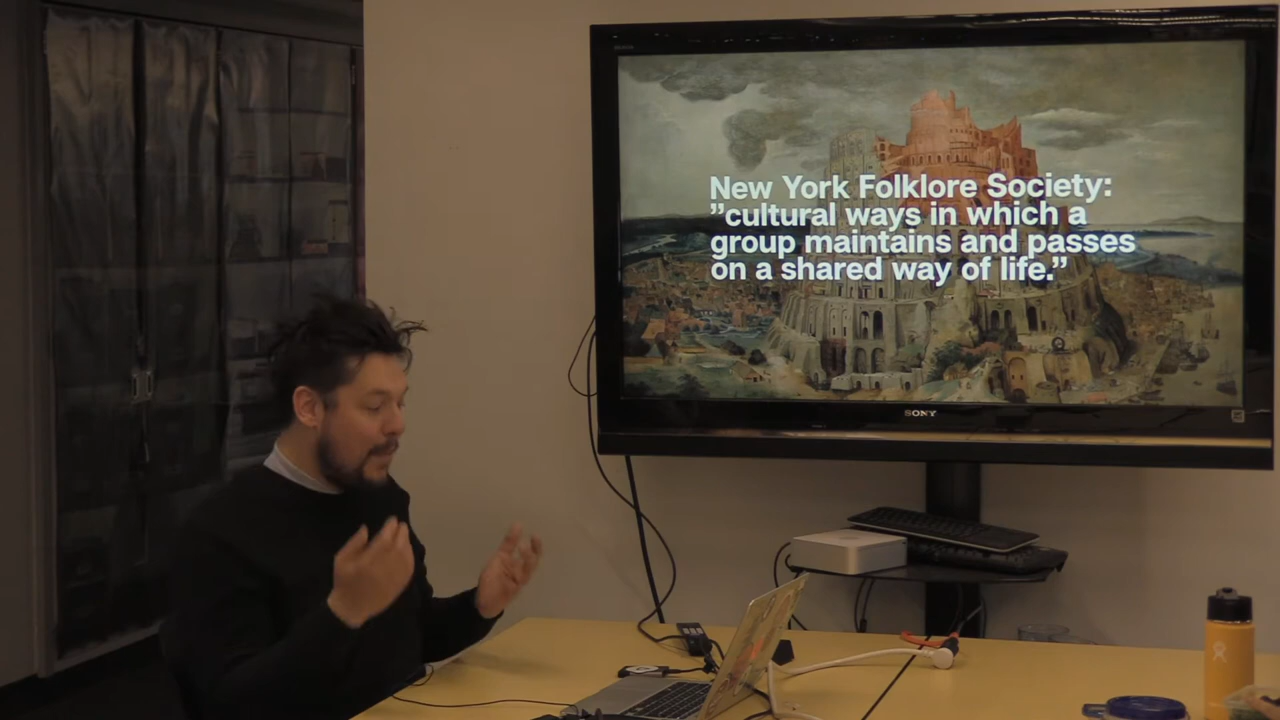 New York Folklore Society:
”cultural ways in which a
group maintains and passes
on a shared way of life.”
SONY